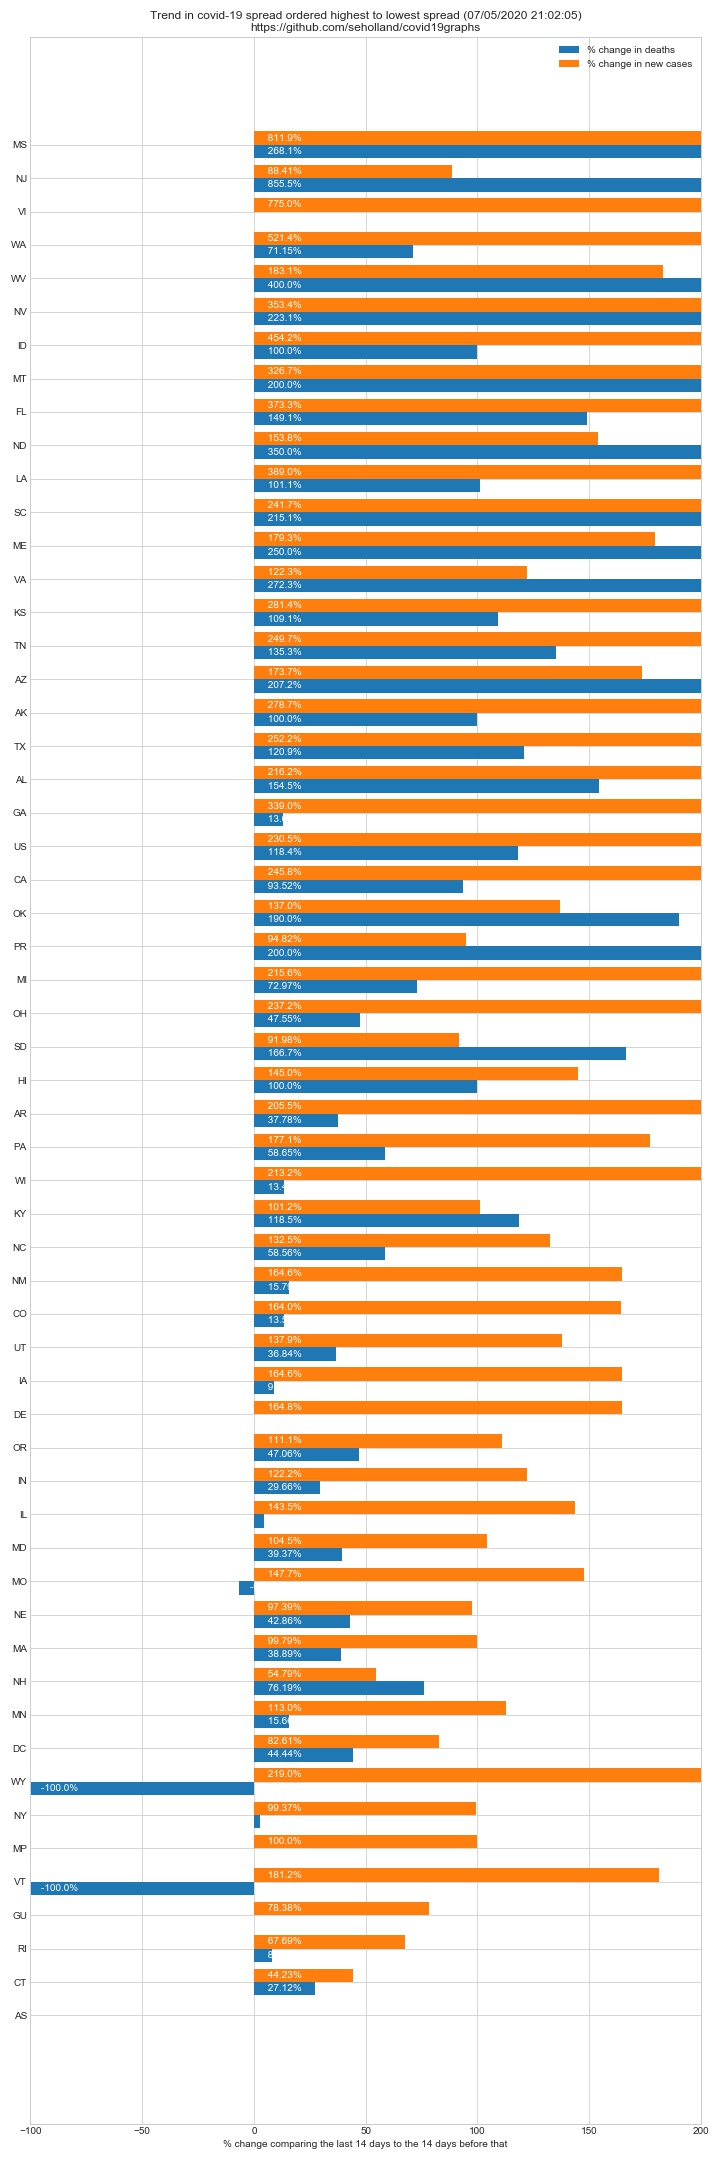 Trend in covid-19 spread ordered highest to lowest spread (07/05/2020 21:02:05)
https://github.com/seholland/covid19graphs
% change in deaths
% change in new cases
MS 811.9%
268.1%
NJ 88.41%
855.5%
VI 775.0%
WA 521.4%
71.15%
WV 183.1%
400.0%
NV 353.4%
223.1%
ID 454.2%
100.0%
MT 326.7%
200.0%
FL 373.3%
149.1%
ND 153.8%
350.0%
LA 389.0%
101.1%
SC 241.7%
215.1%
ME 179.3%
250.0%
VA 122.3%
272.3%
KS 281.4%
109.1%
TN 249.7%
135.3%
AZ 173.7%
207.2%
AK 278.7%
100.0%
TX 252.2%
120.9%
AL 216.2%
154.5%
GA 339.0%
US 230.5%
118.4%
CA 245.8%
93.52%
OK 137.0%
190.0%
PR 94.82%
200.0%
MI 215.6%
72.97%
OH 237.2%
47.55%
SD 91.98%
166.7%
HI 145.0%
100.0%
AR 205.5%
37.78%
PA 177.1%
58.65%
WI 213.2%
KY 101.2%
118.5%
NC 132.5%
58.56%
NM 164.6%
CO 164.0%
UT 137.9%
36.84%
IA 164.6%
DE 164.8%
OR 111.1%
47.06%
IN 122.2%
29.66%
IL 143.5%
MD 104.5%
39.37%
MO 147.7%
NE 97.39%
42.86%
MA 99.79%
38.89%
NH 54.79%
76.19%
MN 113.0%
DC 82.61%
44.44%
WY 219.0%
-100.0%
NY 99.37%
MP 100.0%
VT 181.2%
-100.0%
GU 78.38%
RI 67.69%
CT 44.23%
27.12%
AS
−100 −50 0 50 100 150 200
% change comparing the last 14 days to the 14 days before that